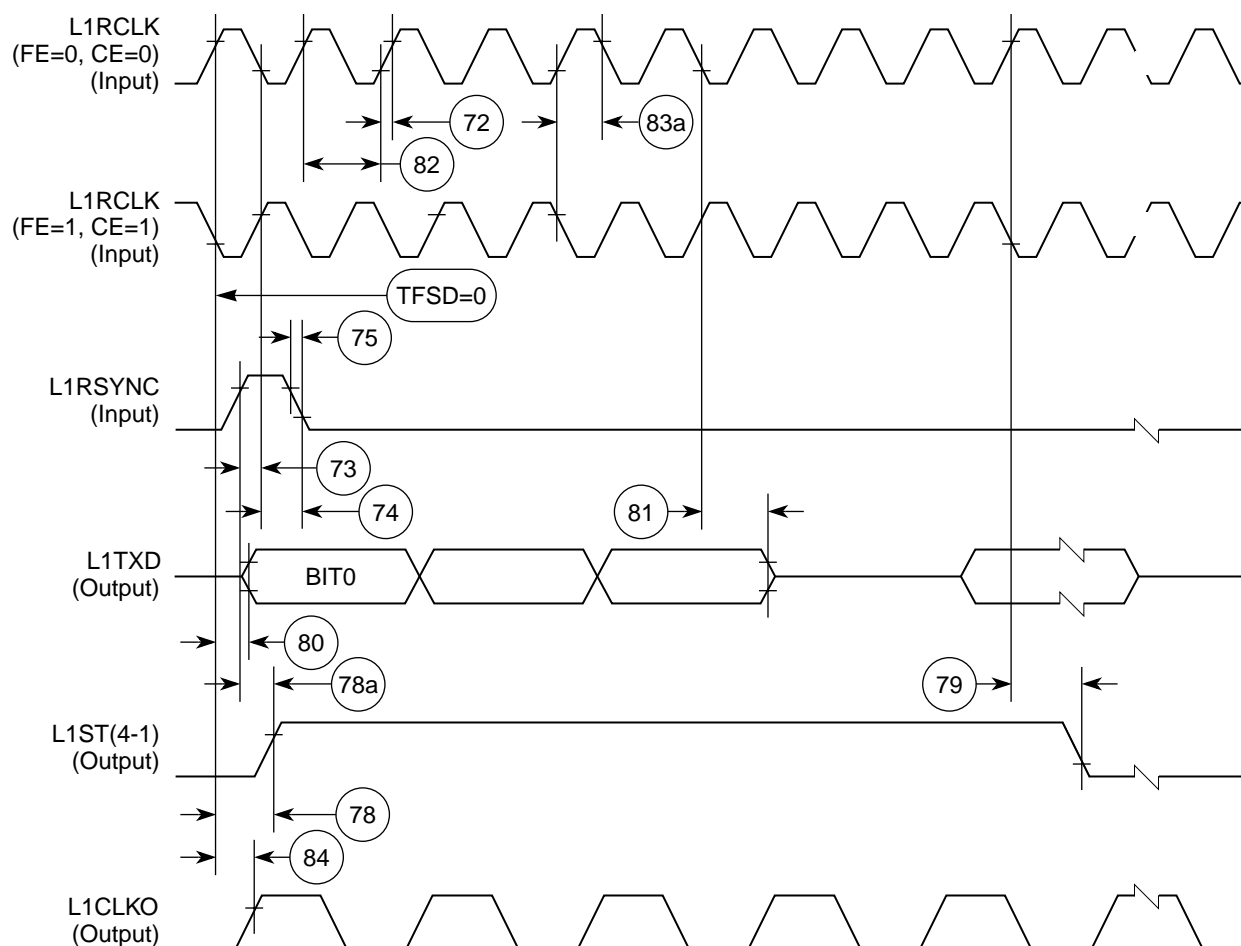 L1RCLK
(FE=0, CE=0)
(Input)
72
83a
82
L1RCLK
(FE=1, CE=1)
(Input)
TFSD=0
75
L1RSYNC
(Input)
73
74
81
L1TXD
(Output)
BIT0
80
78a
79
L1ST(4-1)
(Output)
78
84
L1CLKO
(Output)